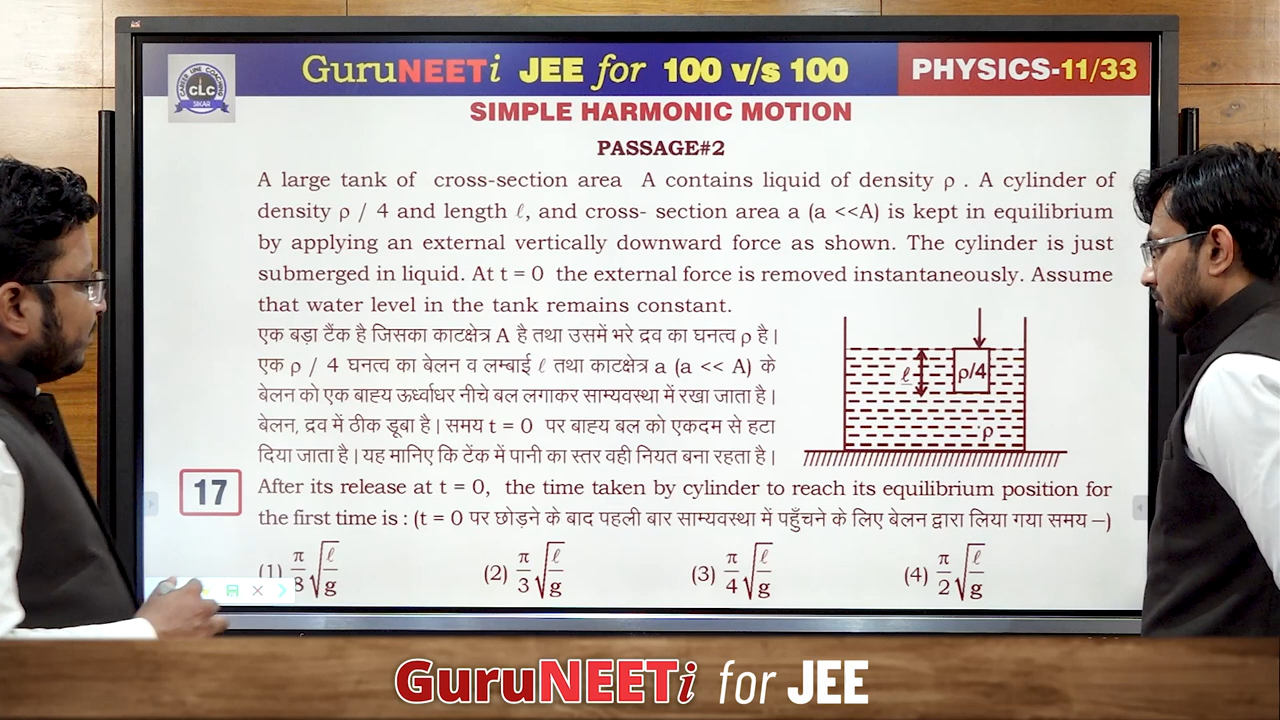 GuruNEETi JEE for 100 v/s 100
PHYSICS-11/33
CLC
SIKAR
SIMPLE HARMONIC MOTION
PASSAGE#2
A large tank of cross-section area A contains liquid of density ρ . A cylinder of
density ρ / 4 and length ℓ, and cross- section area a (a <<A) is kept in equilibrium
by applying an external vertically downward force as shown. The cylinder is just
submerged in liquid. At t = 0 the external force is removed instantaneously. Assume
that water level in the tank remains constant.
एक बड़ा टैंक है जिसका काटक्षेत्र A है तथा उसमें भरे द्रव का घनत्व ρ है।
एक ρ / 4 घनत्व का बेलन व लम्बाई ℓ तथा काटक्षेत्र a (a << A) के
बेलन को एक बाह्य ऊर्ध्वाधर नीचे बल लगाकर साम्यवस्था में रखा जाता है।
बेलन, द्रव में ठीक डूबा है। समय t = 0 पर बाह्य बल को एकदम से हटा
दिया जाता है। यह मानिए कि टेंक में पानी का स्तर वही नियत बना रहता है।
ℓ
ρ/4
ρ
17
After its release at t = 0, the time taken by cylinder to reach its equilibrium position for
the first time is : (t = 0 पर छोड़ने के बाद पहली बार साम्यवस्था में पहुँचने के लिए बेलन द्वारा लिया गया समय –)
(1) π/8 √ℓ/g (2) π/3 √ℓ/g (3) π/4 √ℓ/g (4) π/2 √ℓ/g
GuruNEETi for JEE